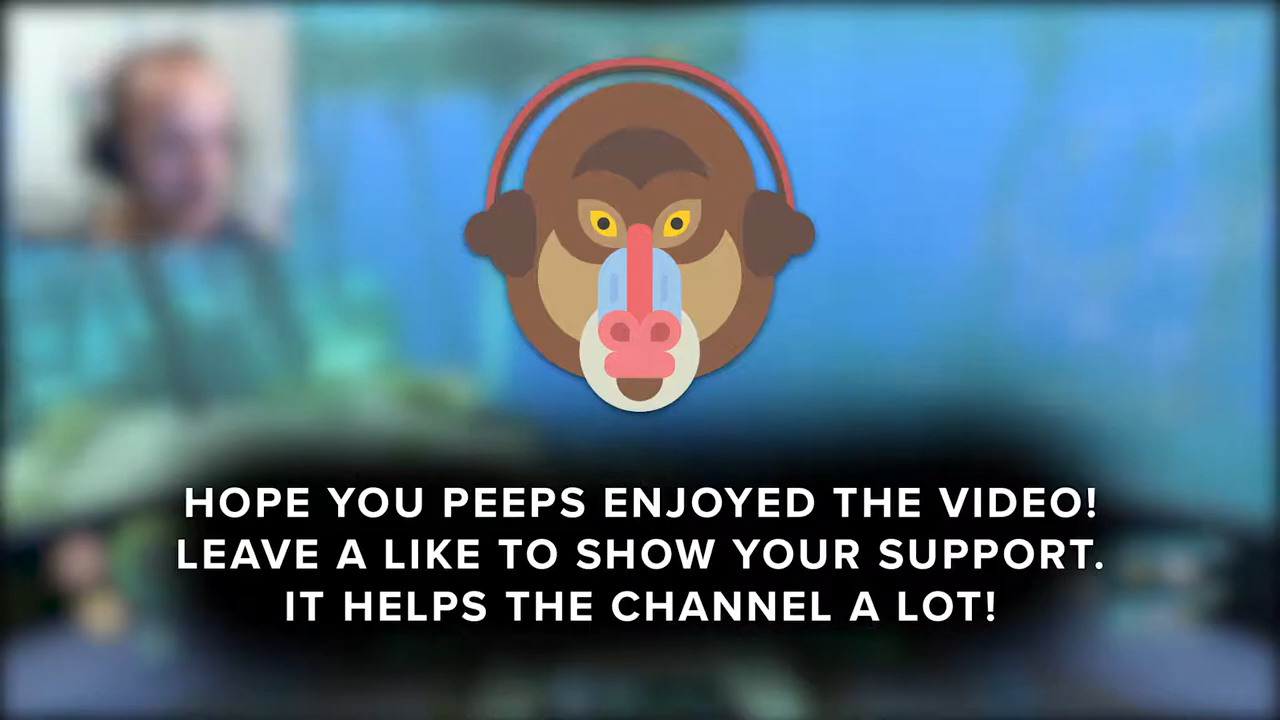 HOPE YOU PEEPS ENJOYED THE VIDEO!
LEAVE A LIKE TO SHOW YOUR SUPPORT.
IT HELPS THE CHANNEL A LOT!